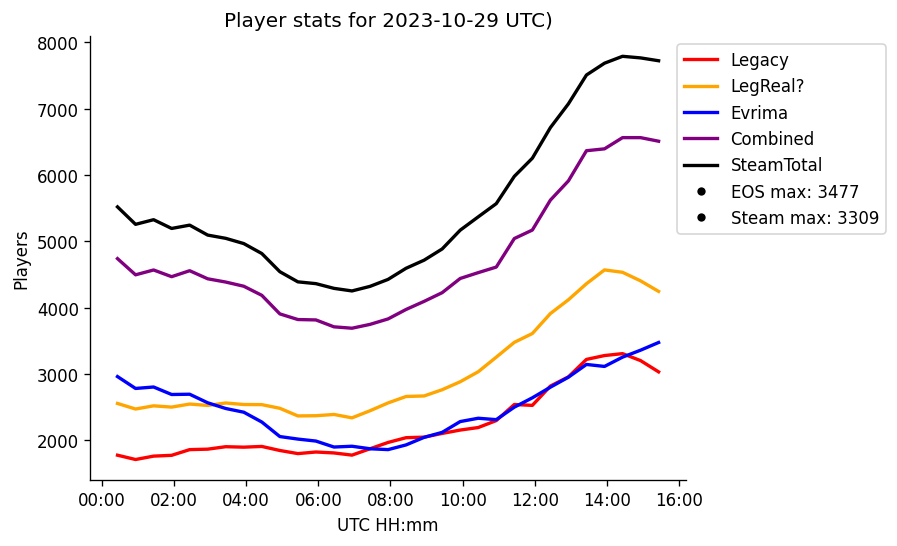 Player stats for 2023-10-29 UTC)
8000
7000
6000
5000
4000
3000
2000
Players
00:00 02:00 04:00 06:00 08:00 10:00 12:00 14:00 16:00
UTC HH:mm
Legacy
LegReal?
Evrima
Combined
SteamTotal
EOS max: 3477
Steam max: 3309